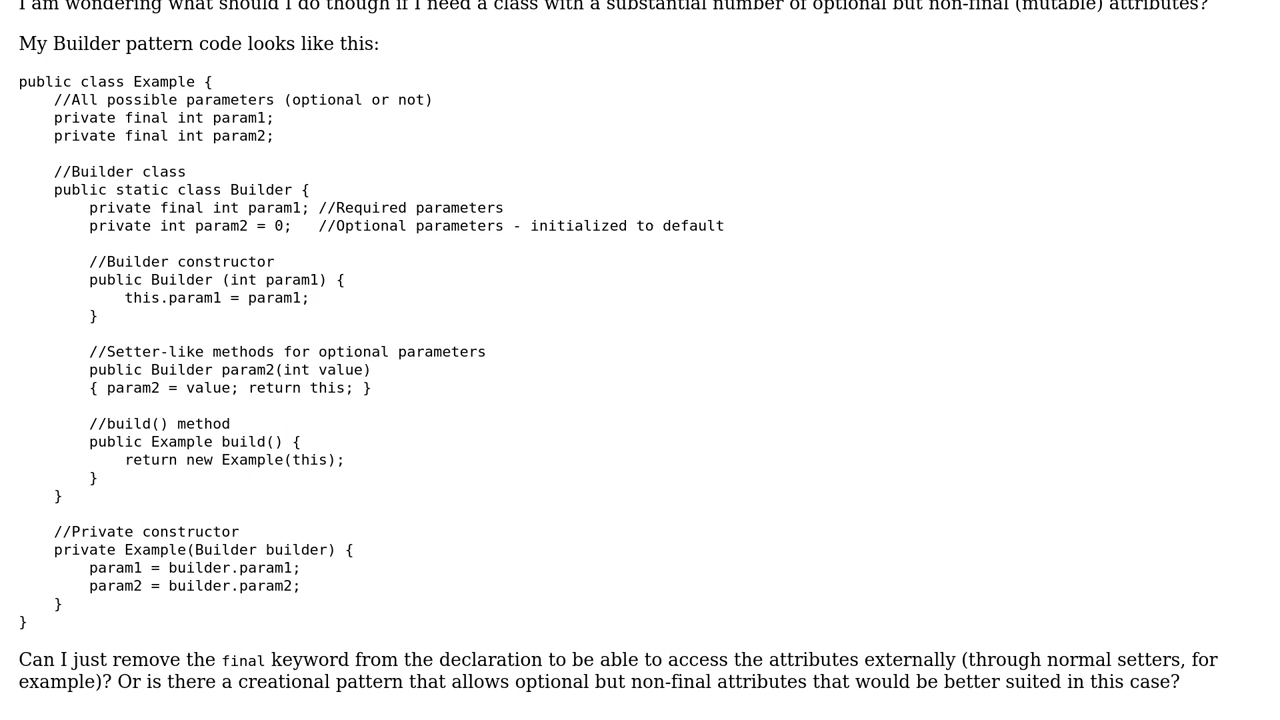 I am wondering what should I do though if I need a class with a substantial number of optional but non-final (mutable) attributes?
My Builder pattern code looks like this:
public class Example {
    //All possible parameters (optional or not)
    private final int param1;
    private final int param2;

    //Builder class
    public static class Builder {
        private final int param1; //Required parameters
        private int param2 = 0;   //Optional parameters - initialized to default

        //Builder constructor
        public Builder (int param1) {
            this.param1 = param1;
        }

        //Setter-like methods for optional parameters
        public Builder param2(int value)
        { param2 = value; return this; }

        //build() method
        public Example build() {
            return new Example(this);
        }
    }

    //Private constructor
    private Example(Builder builder) {
        param1 = builder.param1;
        param2 = builder.param2;
    }
}
Can I just remove the final keyword from the declaration to be able to access the attributes externally (through normal setters, for
example)? Or is there a creational pattern that allows optional but non-final attributes that would be better suited in this case?